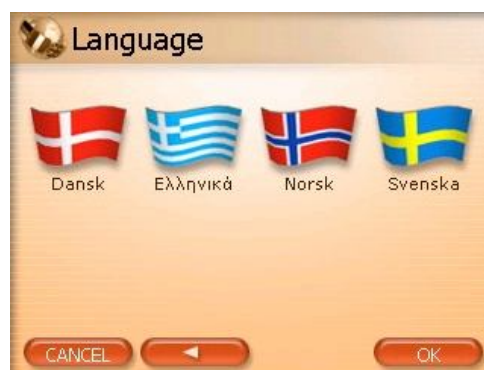 Language
Dansk Ελληνικά Norsk Svenska
CANCEL OK